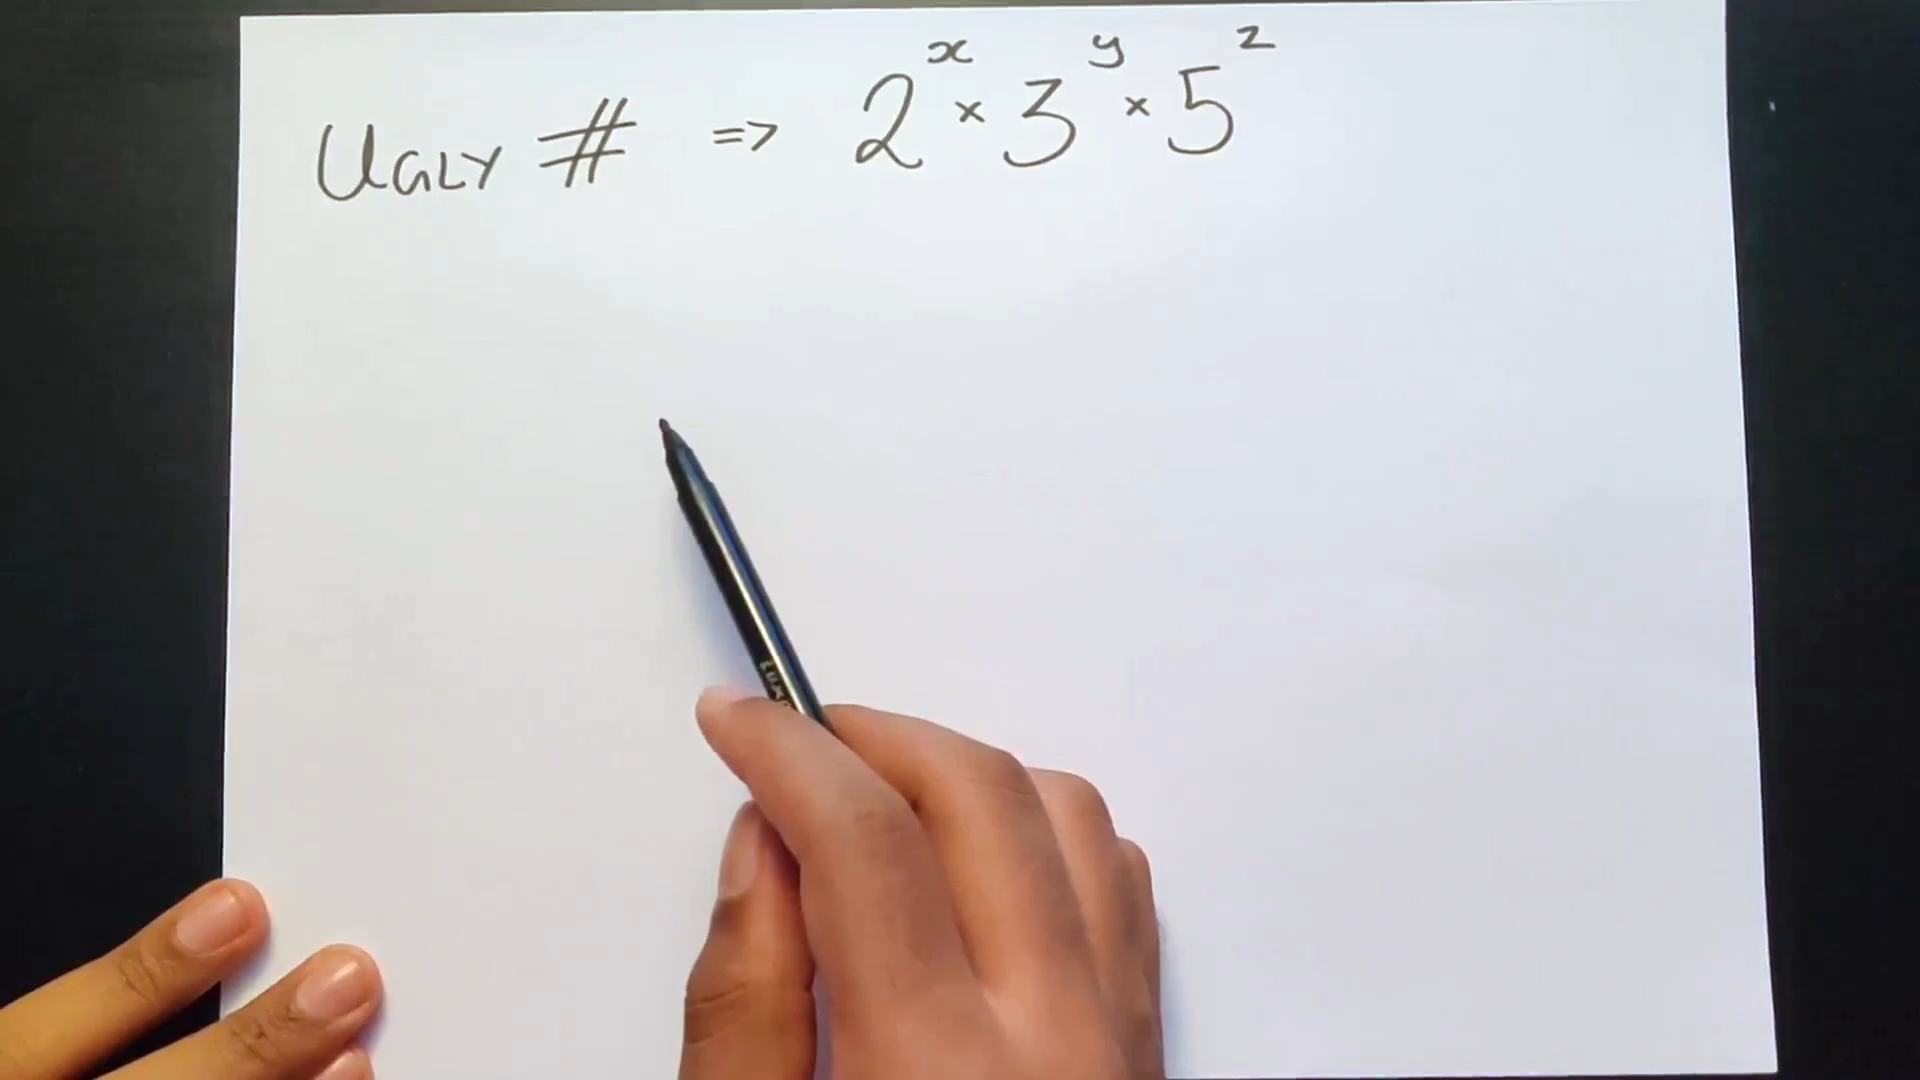 UGLY # => 2^x × 3^y × 5^z